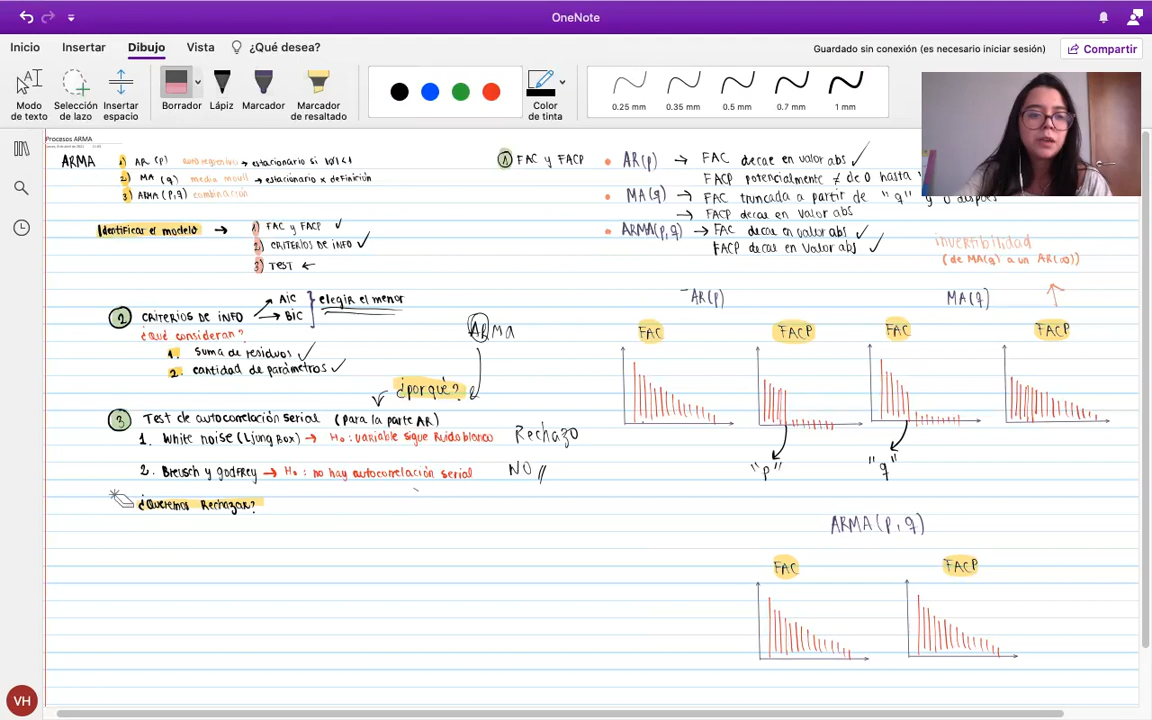 OneNote
Inicio
Insertar
Dibujo
Vista
¿Qué desea?
Guardado sin conexión (es necesario iniciar sesión)
Compartir
Modo de texto
Selección de lazo
Insertar espacio
Borrador
Lápiz
Marcador
Marcador de resaltado
Color de tinta
0.25 mm
0.35 mm
0.5 mm
0.7 mm
1 mm
Procesos ARMA
ARMA
1) AR (p) autoregresivo → estacionario si
2) MA (q) media movil → estacionario x definición
3) ARMA (P,q) combinación
Identificar el modelo →
1) FAC y FACP ✓
2) CRITERIOS DE INFO ✓
3) TEST ←
1 FAC y FACP
AR(p) → FAC decae en valor abs ✓
FACP potencialmente ≠ de 0 hasta
MA(q) → FAC truncada a partir de "q" y 0 después
→ FACP decae en valor abs
ARMA(p,q) → FAC decae en valor abs ✓
FACP decae en valor abs ✓
invertibilidad
(de MA(q) a un AR(∞))
2 CRITERIOS DE INFO → AIC
→ BIC
elegir el menor
¿Qué consideran?
1. Suma de residuos ✓
2. cantidad de parámetros ✓
ARMA
¿por qué?
3 Test de autocorrelación serial (para la parte AR)
1. White noise (Ljung Box) → Ho: variable sigue Ruido blanco Rechazo
2. Breusch y godfrey → Ho: no hay autocorrelación serial NO
¿Queremos Rechazar?
AR(p)
MA(q)
FAC
FACP
FAC
FACP
"p"
"q"
ARMA(p,q)
FAC
FACP
VH